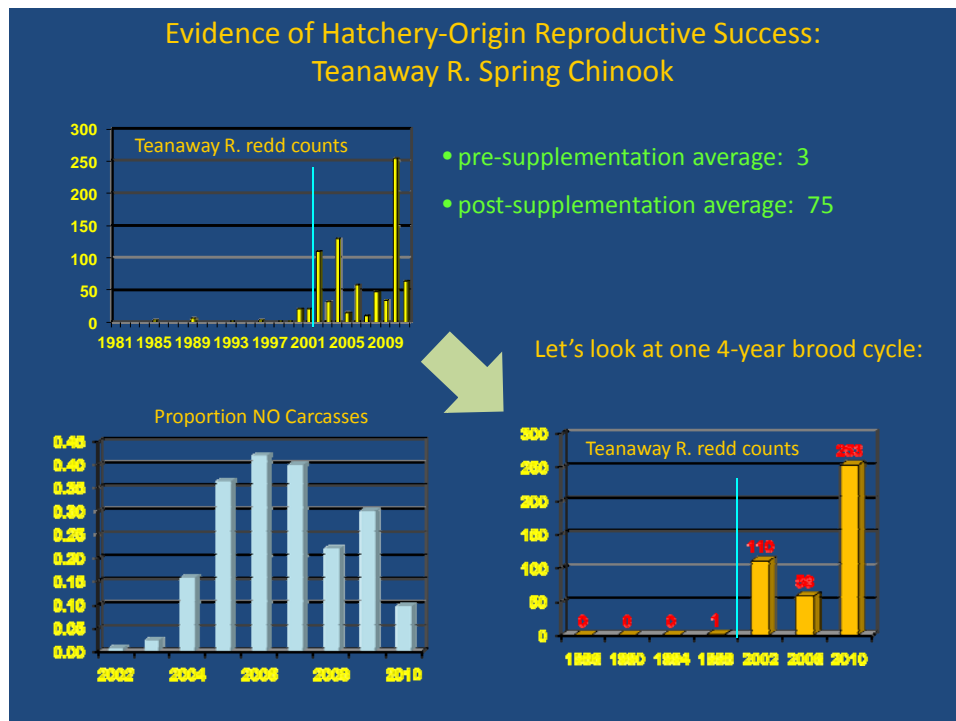 Evidence of Hatchery-Origin Reproductive Success:
Teanaway R. Spring Chinook
Teanaway R. redd counts
300
250
200
150
100
50
0
1981 1985 1989 1993 1997 2001 2005 2009
• pre-supplementation average: 3
• post-supplementation average: 75
Let's look at one 4-year brood cycle:
Proportion NO Carcasses
0.45
0.40
0.35
0.30
0.25
0.20
0.15
0.10
0.05
0.00
2002 2004 2006 2008 2010
Teanaway R. redd counts
300
250
200
150
100
50
0
0 0 0 1
1990 1994 1998 2002 2006 2010